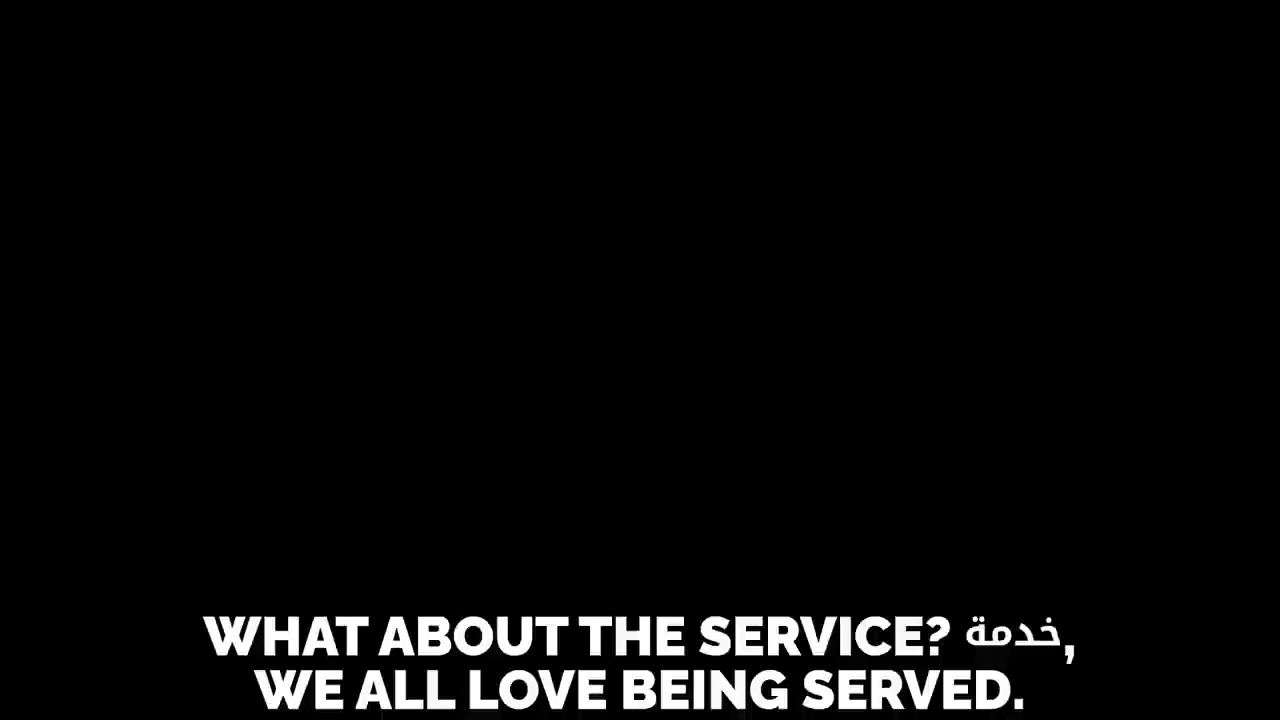 WHAT ABOUT THE SERVICE? خدمة,
WE ALL LOVE BEING SERVED.